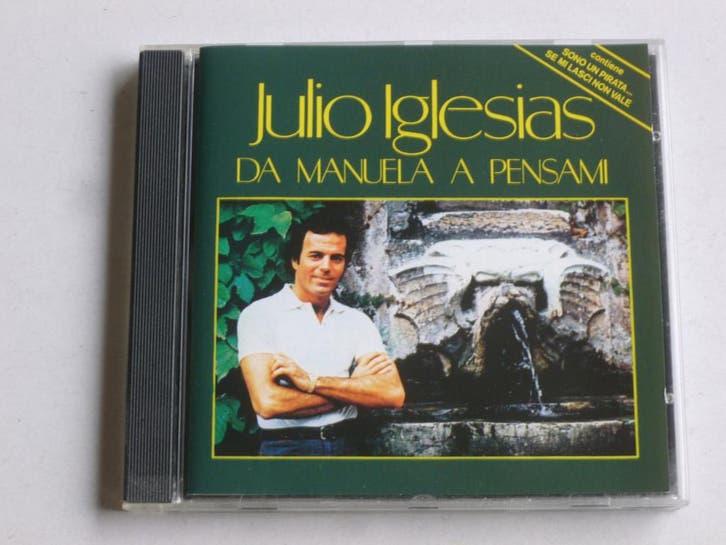 contiene
SONO UN PIRATA...
SE MI LASCI NON VALE
Julio Iglesias
DA MANUELA A PENSAMI